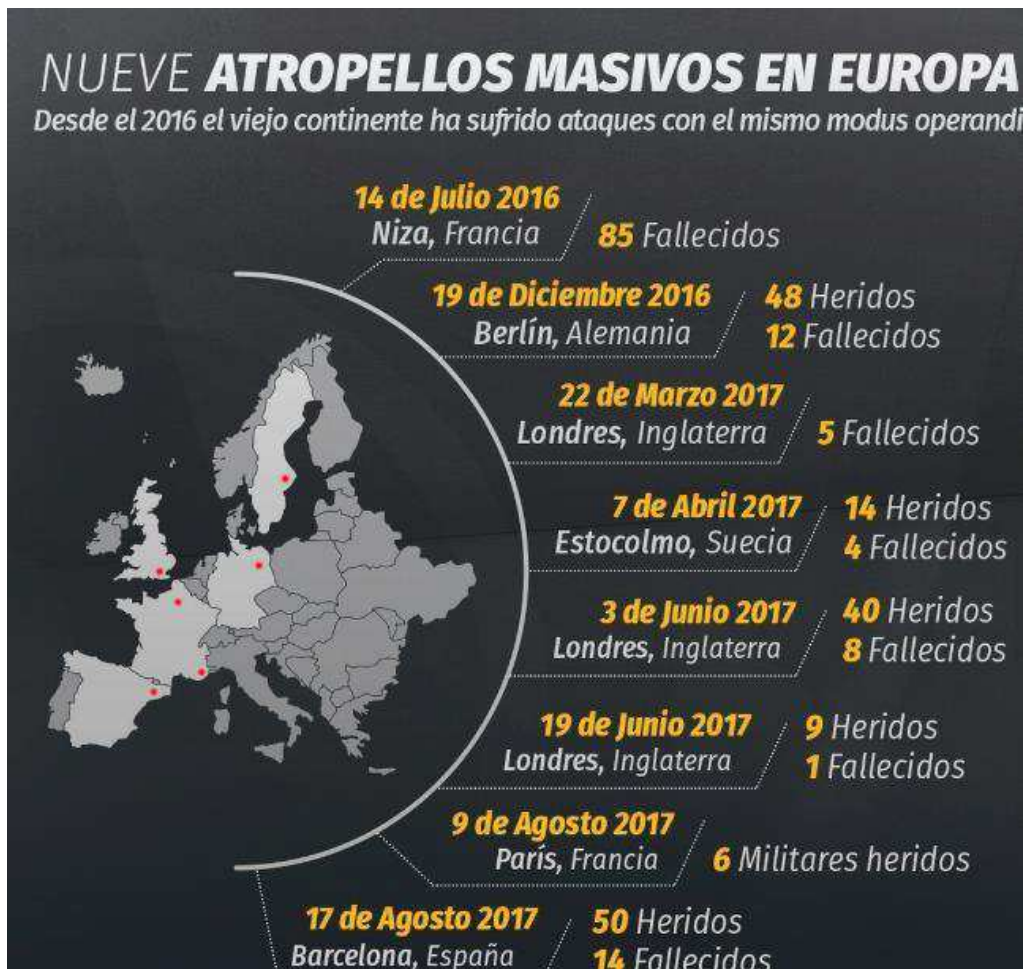 NUEVE ATROPELLOS MASIVOS EN EUROPA
Desde el 2016 el viejo continente ha sufrido ataques con el mismo modus operandi
14 de Julio 2016
Niza, Francia
85 Fallecidos
19 de Diciembre 2016
Berlín, Alemania
48 Heridos
12 Fallecidos
22 de Marzo 2017
Londres, Inglaterra
5 Fallecidos
7 de Abril 2017
Estocolmo, Suecia
14 Heridos
4 Fallecidos
3 de Junio 2017
Londres, Inglaterra
40 Heridos
8 Fallecidos
19 de Junio 2017
Londres, Inglaterra
9 Heridos
1 Fallecidos
9 de Agosto 2017
París, Francia
6 Militares heridos
17 de Agosto 2017
Barcelona, España
50 Heridos
14 Fallecidos